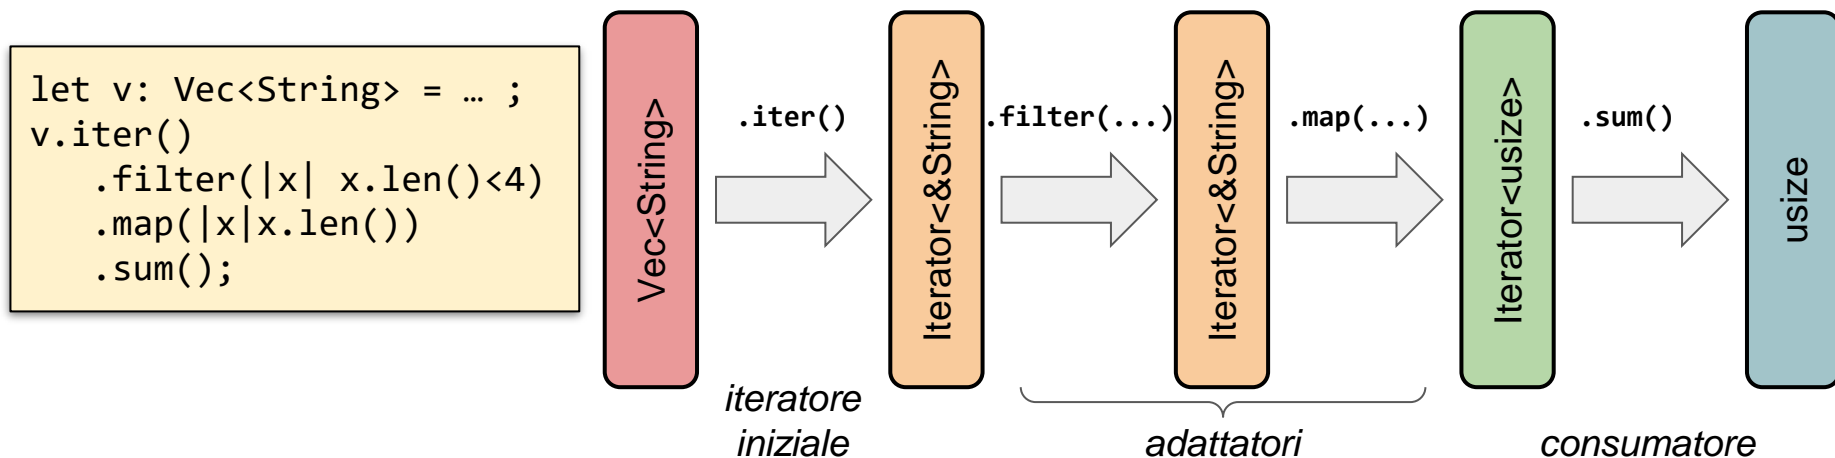 let v: Vec<String> = … ;
v.iter()
.filter(|x| x.len()<4)
.map(|x|x.len())
.sum();
Vec<String>
.iter()
Iterator<&String>
.filter(...)
Iterator<&String>
.map(...)
Iterator<usize>
.sum()
usize
iteratore
iniziale
adattatori
consumatore